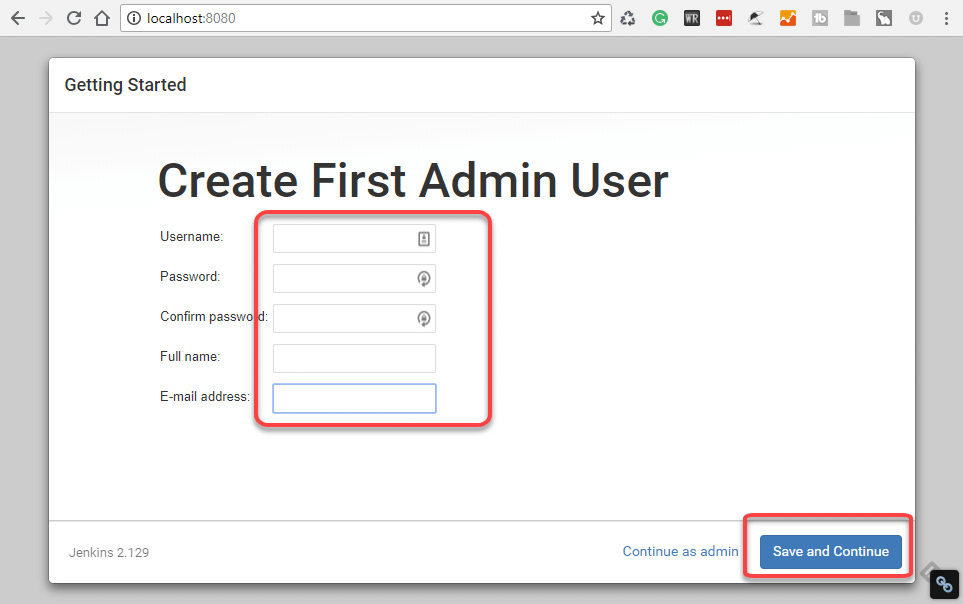 localhost:8080
WR
1b
Getting Started
Create First Admin User
Username:
Password:
Confirm password:
Full name:
E-mail address:
Jenkins 2.129
Continue as admin
Save and Continue